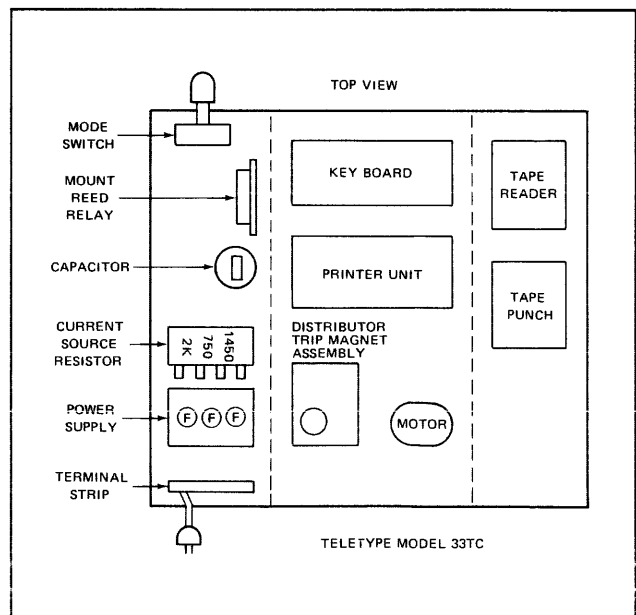 TOP VIEW
MODE
SWITCH
MOUNT
REED
RELAY
CAPACITOR
CURRENT
SOURCE
RESISTOR
POWER
SUPPLY
TERMINAL
STRIP
2K
750
1450
F F F
KEY BOARD
PRINTER UNIT
DISTRIBUTOR
TRIP MAGNET
ASSEMBLY
MOTOR
TAPE
READER
TAPE
PUNCH
TELETYPE MODEL 33TC